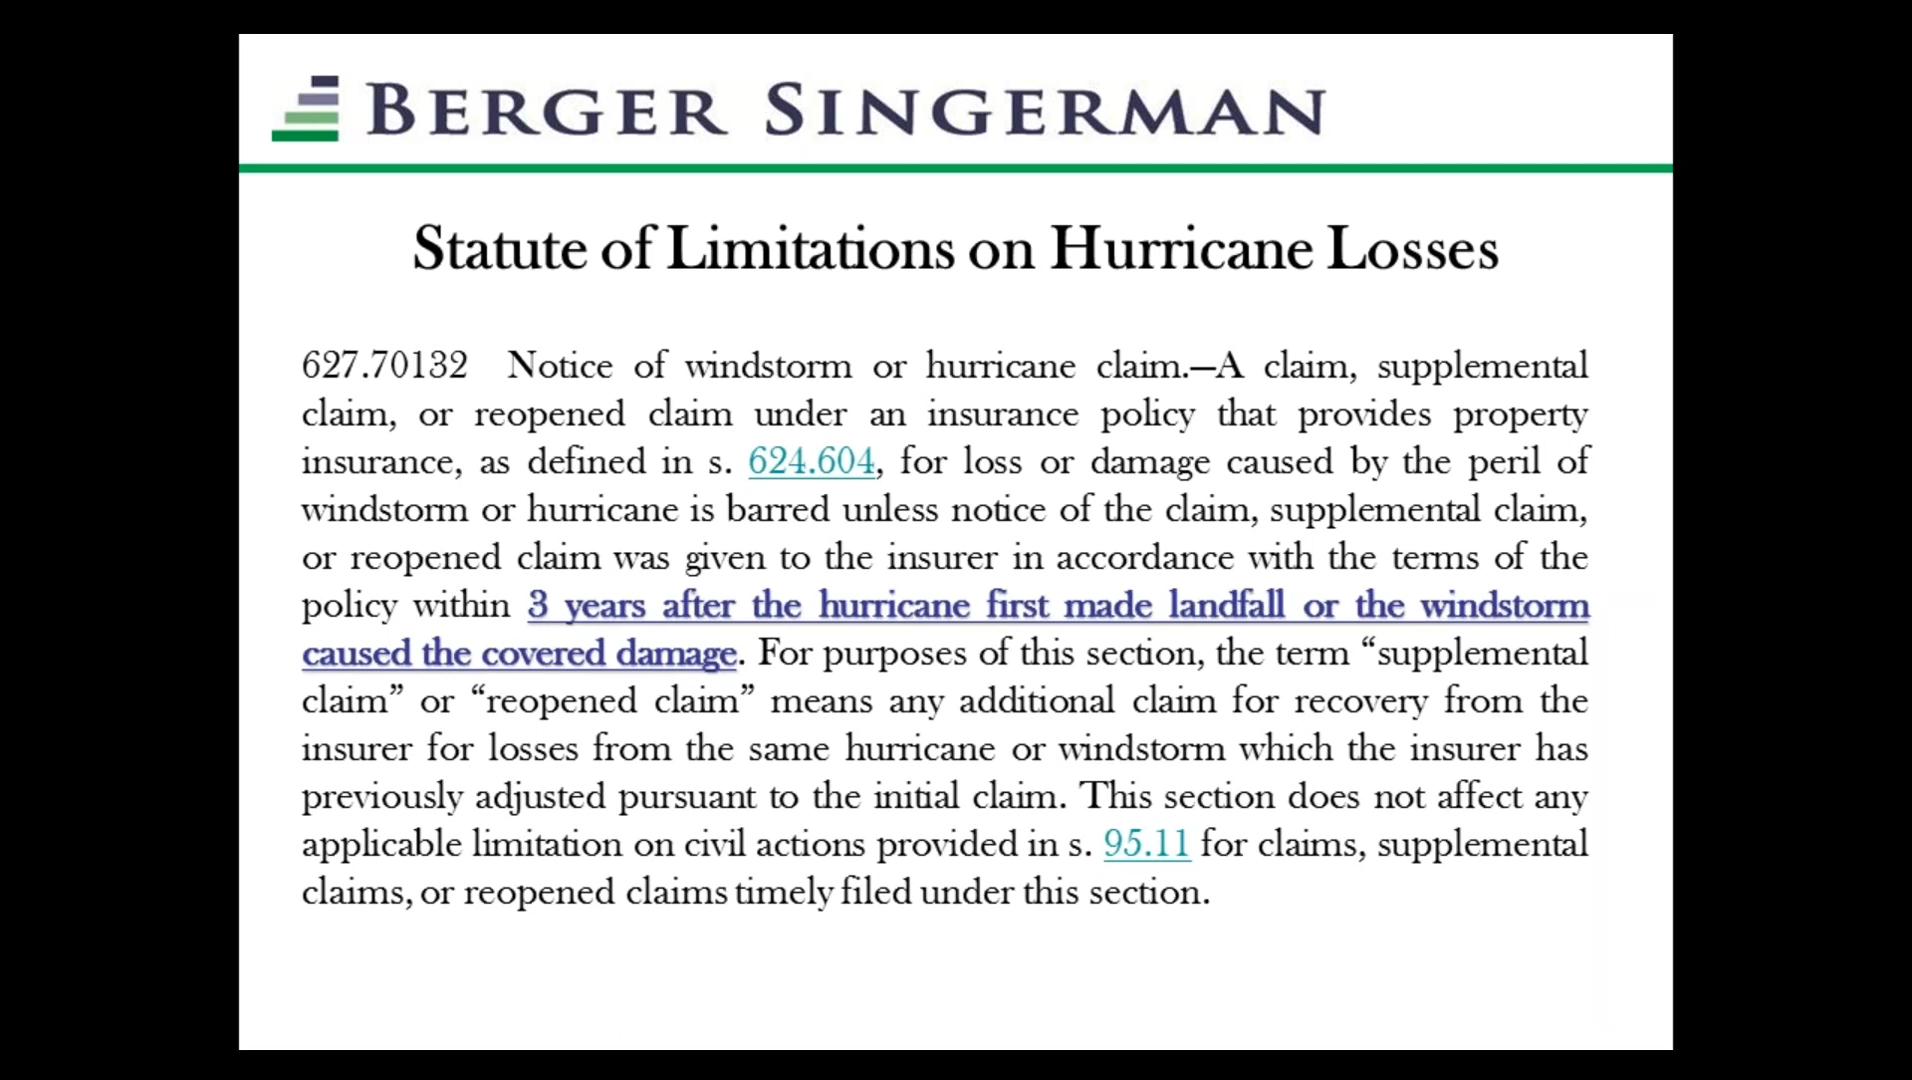 BERGER SINGERMAN
Statute of Limitations on Hurricane Losses
627.70132 Notice of windstorm or hurricane claim.—A claim, supplemental
claim, or reopened claim under an insurance policy that provides property
insurance, as defined in s. 624.604, for loss or damage caused by the peril of
windstorm or hurricane is barred unless notice of the claim, supplemental claim,
or reopened claim was given to the insurer in accordance with the terms of the
policy within 3 years after the hurricane first made landfall or the windstorm
caused the covered damage. For purposes of this section, the term “supplemental
claim” or “reopened claim” means any additional claim for recovery from the
insurer for losses from the same hurricane or windstorm which the insurer has
previously adjusted pursuant to the initial claim. This section does not affect any
applicable limitation on civil actions provided in s. 95.11 for claims, supplemental
claims, or reopened claims timely filed under this section.